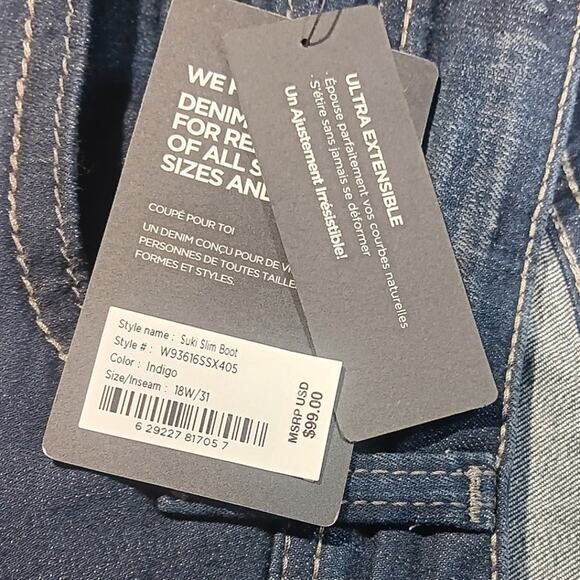 WE F
DENIM
FOR RE
OF ALL S
SIZES AND
COUPÉ POUR TOI
UN DENIM CONÇU POUR DE V
PERSONNES DE TOUTES TAILLE
FORMES ET STYLES.
ULTRA EXTENSIBLE
· Épouse parfaitement vos courbes naturelles
· S'étire sans jamais se déformer
Un Ajustement Irrésistible!
Style name : Suki Slim Boot
Style # : W93616SSX405
Color : Indigo
Size/Inseam : 18W/31
6 29227 81705 7
MSRP USD
$99.00